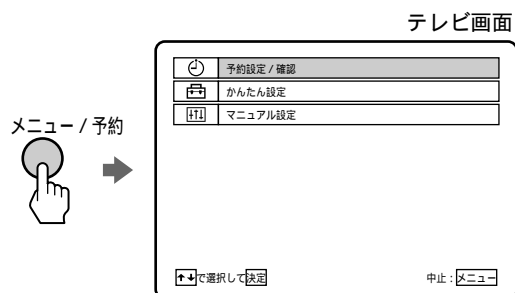 テレビ画面
予約設定 / 確認
かんたん設定
マニュアル設定
メニュー / 予約
↑↓で選択して決定
中止:メニュー